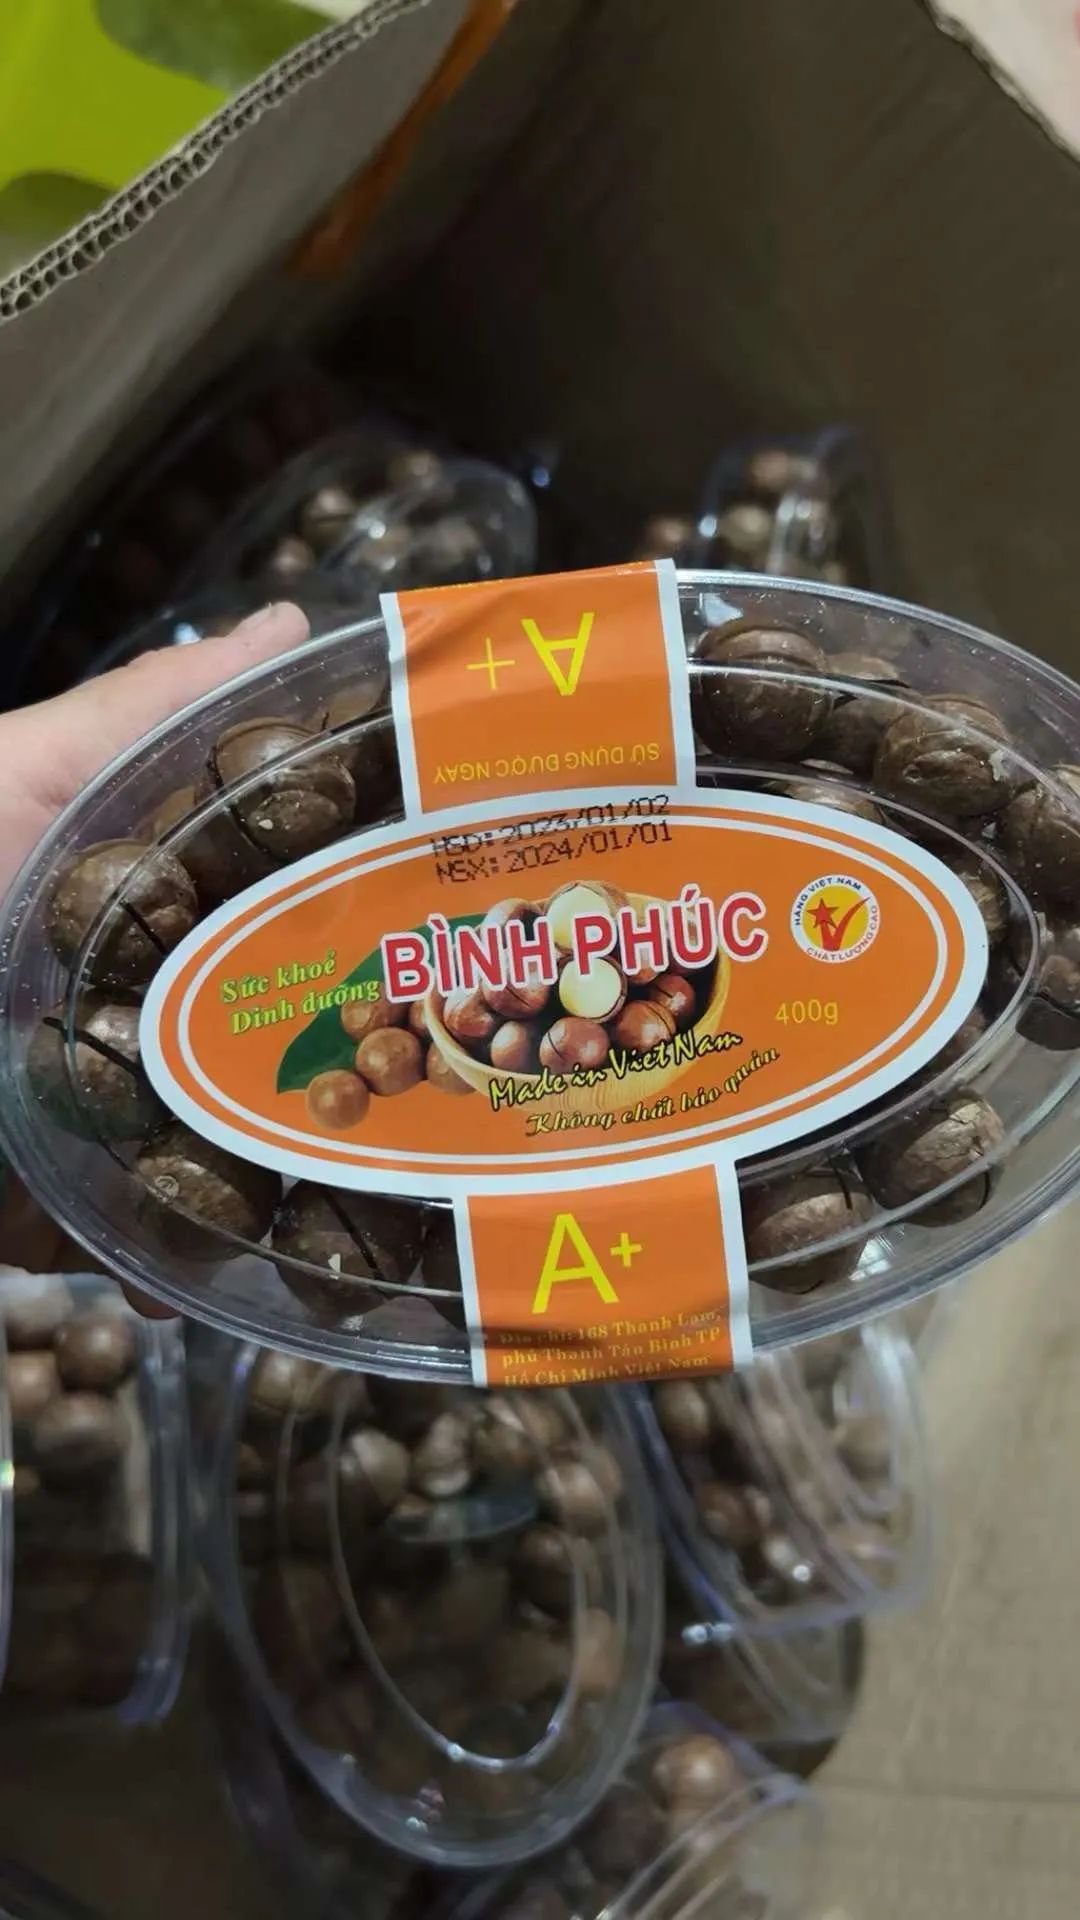 A+
SỬ DỤNG ĐƯỢC NGAY
HSD: 2023/01/02
NSX: 2024/01/01
BÌNH PHÚC
HÀNG VIỆT NAM
CHẤT LƯỢNG CAO
Sức khoẻ
Dinh dưỡng
400g
Made in Viet Nam
Không chất bảo quản
A+
Địa chỉ: 168 Thanh Lam,
phú Thanh Tân Bình TP
Hồ Chí Minh Việt Nam